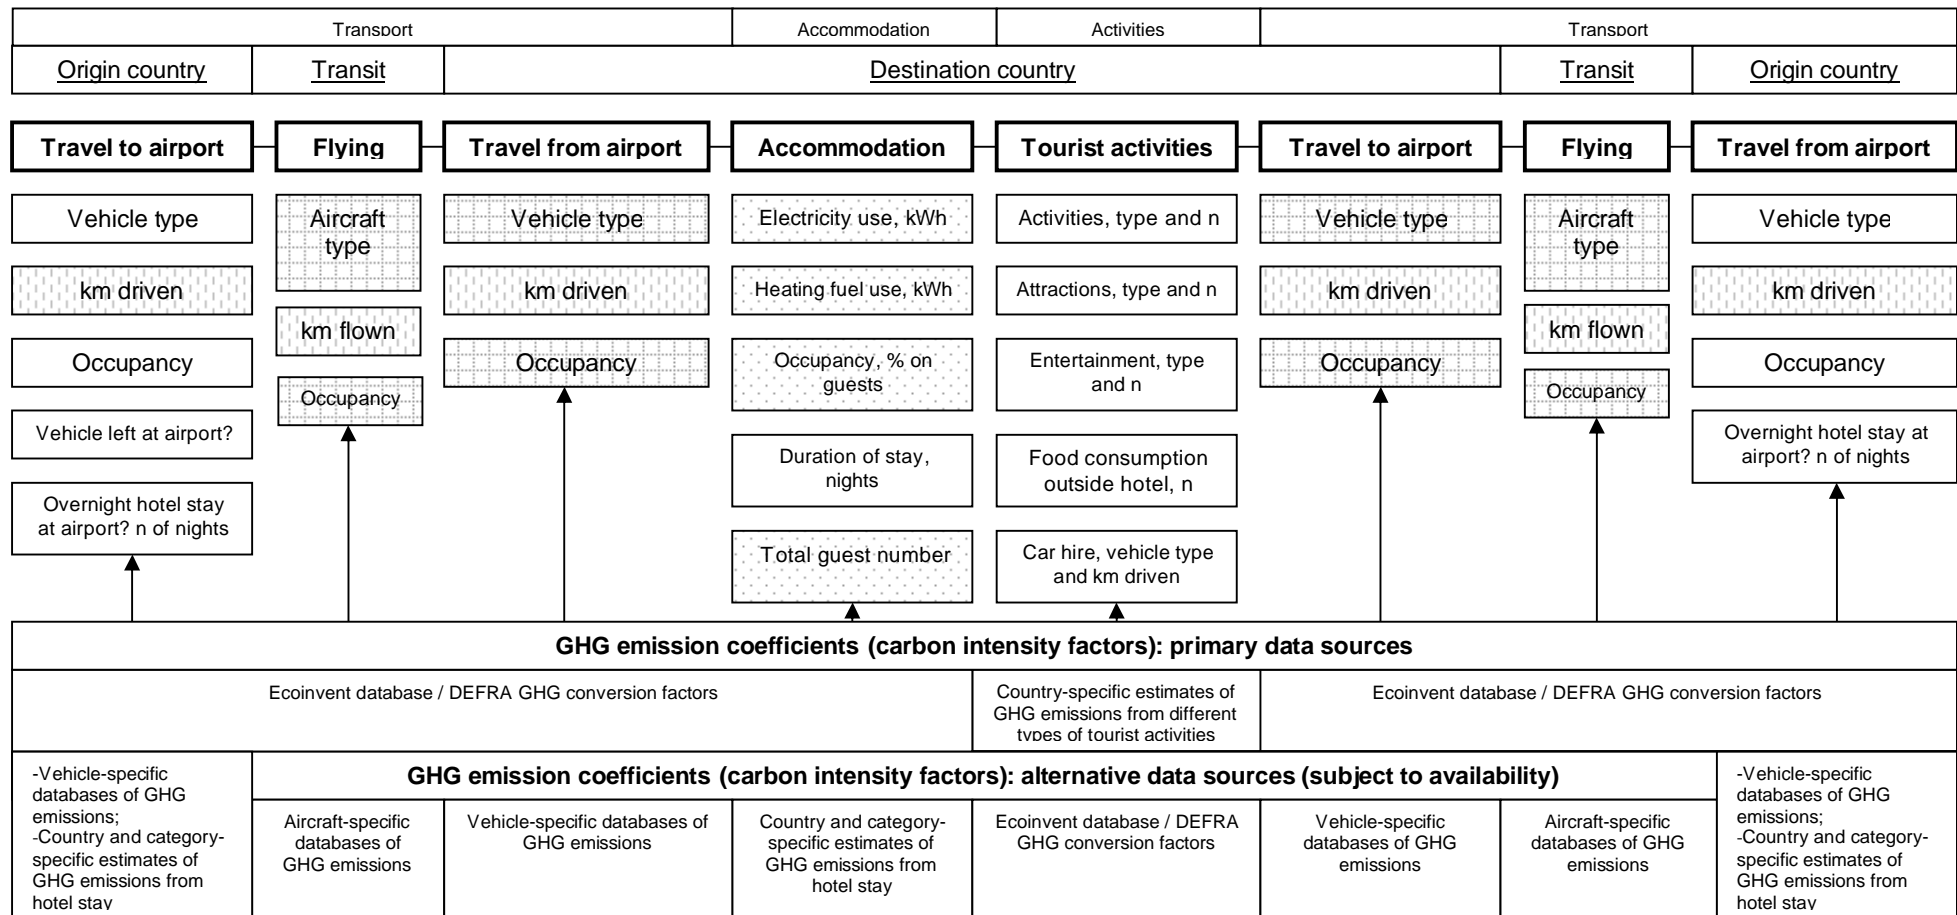 Transport
Accommodation
Activities
Transport
Origin country
Transit
Destination country
Transit
Origin country
Travel to airport
Flying
Travel from airport
Accommodation
Tourist activities
Travel to airport
Flying
Travel from airport
Vehicle type
km driven
Occupancy
Vehicle left at airport?
Overnight hotel stay
at airport? n of nights
Aircraft
type
km flown
Occupancy
Vehicle type
km driven
Occupancy
Electricity use, kWh
Heating fuel use, kWh
Occupancy, % on
guests
Duration of stay,
nights
Total guest number
Activities, type and n
Attractions, type and n
Entertainment, type
and n
Food consumption
outside hotel, n
Car hire, vehicle type
and km driven
Vehicle type
km driven
Occupancy
Aircraft
type
km flown
Occupancy
Vehicle type
km driven
Occupancy
Overnight hotel stay at
airport? n of nights
GHG emission coefficients (carbon intensity factors): primary data sources
Ecoinvent database / DEFRA GHG conversion factors
Country-specific estimates of
GHG emissions from different
types of tourist activities
Ecoinvent database / DEFRA GHG conversion factors
-Vehicle-specific
databases of GHG
emissions;
-Country and category-
specific estimates of
GHG emissions from
hotel stay
GHG emission coefficients (carbon intensity factors): alternative data sources (subject to availability)
Aircraft-specific
databases of
GHG emissions
Vehicle-specific databases of
GHG emissions
Country and category-
specific estimates of
GHG emissions from
hotel stay
Ecoinvent database / DEFRA
GHG conversion factors
Vehicle-specific
databases of GHG
emissions
Aircraft-specific
databases of GHG
emissions
-Vehicle-specific
databases of GHG
emissions;
-Country and category-
specific estimates of
GHG emissions from
hotel stay